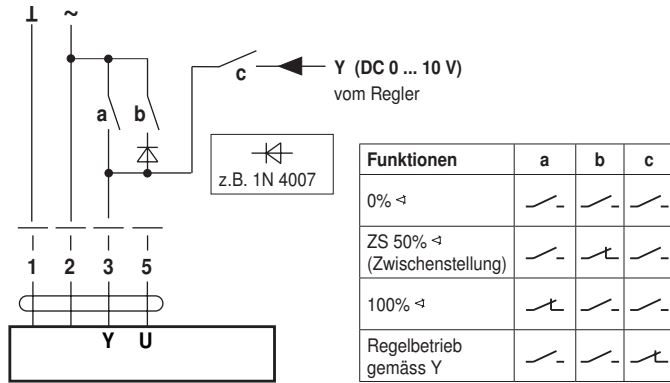 ⊥ ~
c
Y (DC 0 ... 10 V)
vom Regler
a b
z.B. 1N 4007
1 2 3 5
Y U
Funktionen a b c
0% ◁
ZS 50% ◁
(Zwischenstellung)
100% ◁
Regelbetrieb
gemäss Y